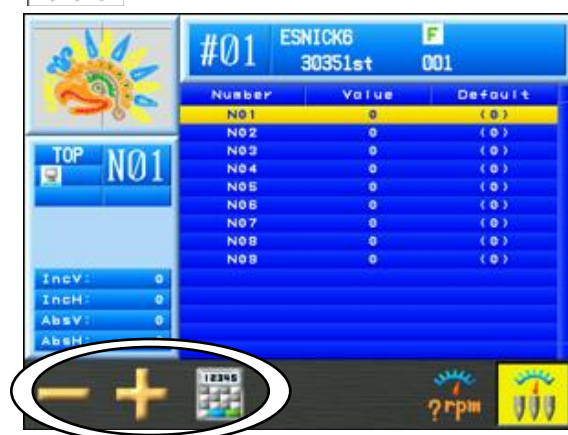 #01 ESNICK6 F
30351st 001
Number Value Default
N01 0 (0)
N02 0 (0)
N03 0 (0)
N04 0 (0)
N05 0 (0)
N06 0 (0)
N07 0 (0)
N08 0 (0)
N09 0 (0)
TOP N01
IncV: 0
IncH: 0
AbsV: 0
AbsH: 0
12345
?rpm